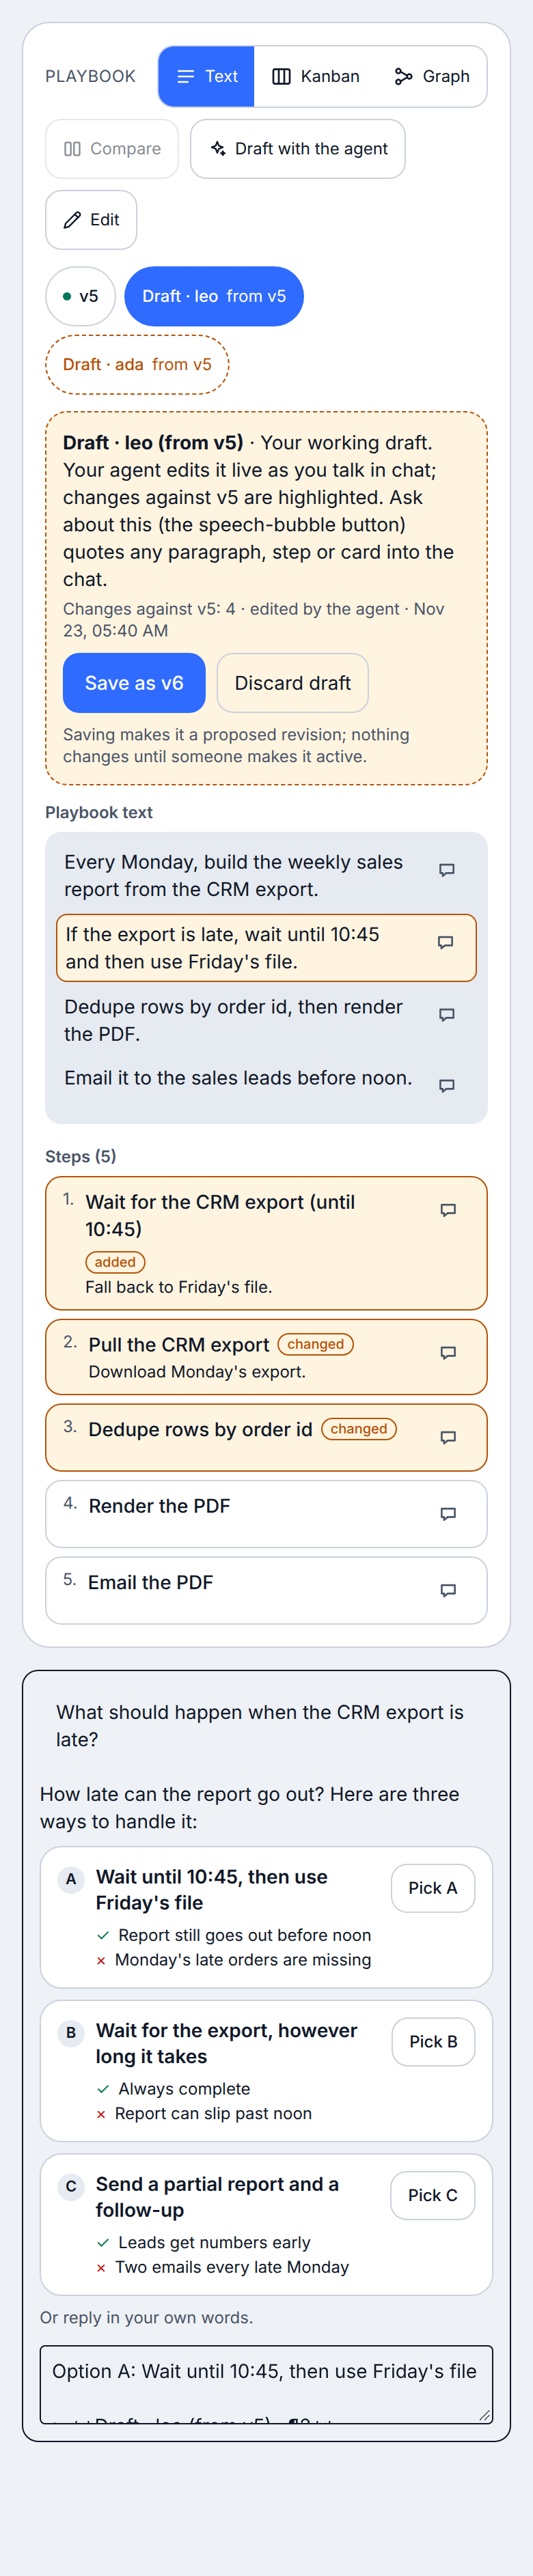 PLAYBOOK
Text
Kanban
Graph
Compare
Draft with the agent
Edit
v5
Draft · leo from v5
Draft · ada from v5
Draft · leo (from v5) · Your working draft.
Your agent edits it live as you talk in chat;
changes against v5 are highlighted. Ask
about this (the speech-bubble button)
quotes any paragraph, step or card into the
chat.
Changes against v5: 4 · edited by the agent · Nov
23, 05:40 AM
Save as v6
Discard draft
Saving makes it a proposed revision; nothing
changes until someone makes it active.
Playbook text
Every Monday, build the weekly sales
report from the CRM export.
If the export is late, wait until 10:45
and then use Friday's file.
Dedupe rows by order id, then render
the PDF.
Email it to the sales leads before noon.
Steps (5)
1. Wait for the CRM export (until
10:45)
added
Fall back to Friday's file.
2. Pull the CRM export changed
Download Monday's export.
3. Dedupe rows by order id changed
4. Render the PDF
5. Email the PDF
What should happen when the CRM export is
late?
How late can the report go out? Here are three
ways to handle it:
A Wait until 10:45, then use
Friday's file
Pick A
✓ Report still goes out before noon
× Monday's late orders are missing
B Wait for the export, however
long it takes
Pick B
✓ Always complete
× Report can slip past noon
C Send a partial report and a
follow-up
Pick C
✓ Leads get numbers early
× Two emails every late Monday
Or reply in your own words.
Option A: Wait until 10:45, then use Friday's file
Draft · leo (from v5)